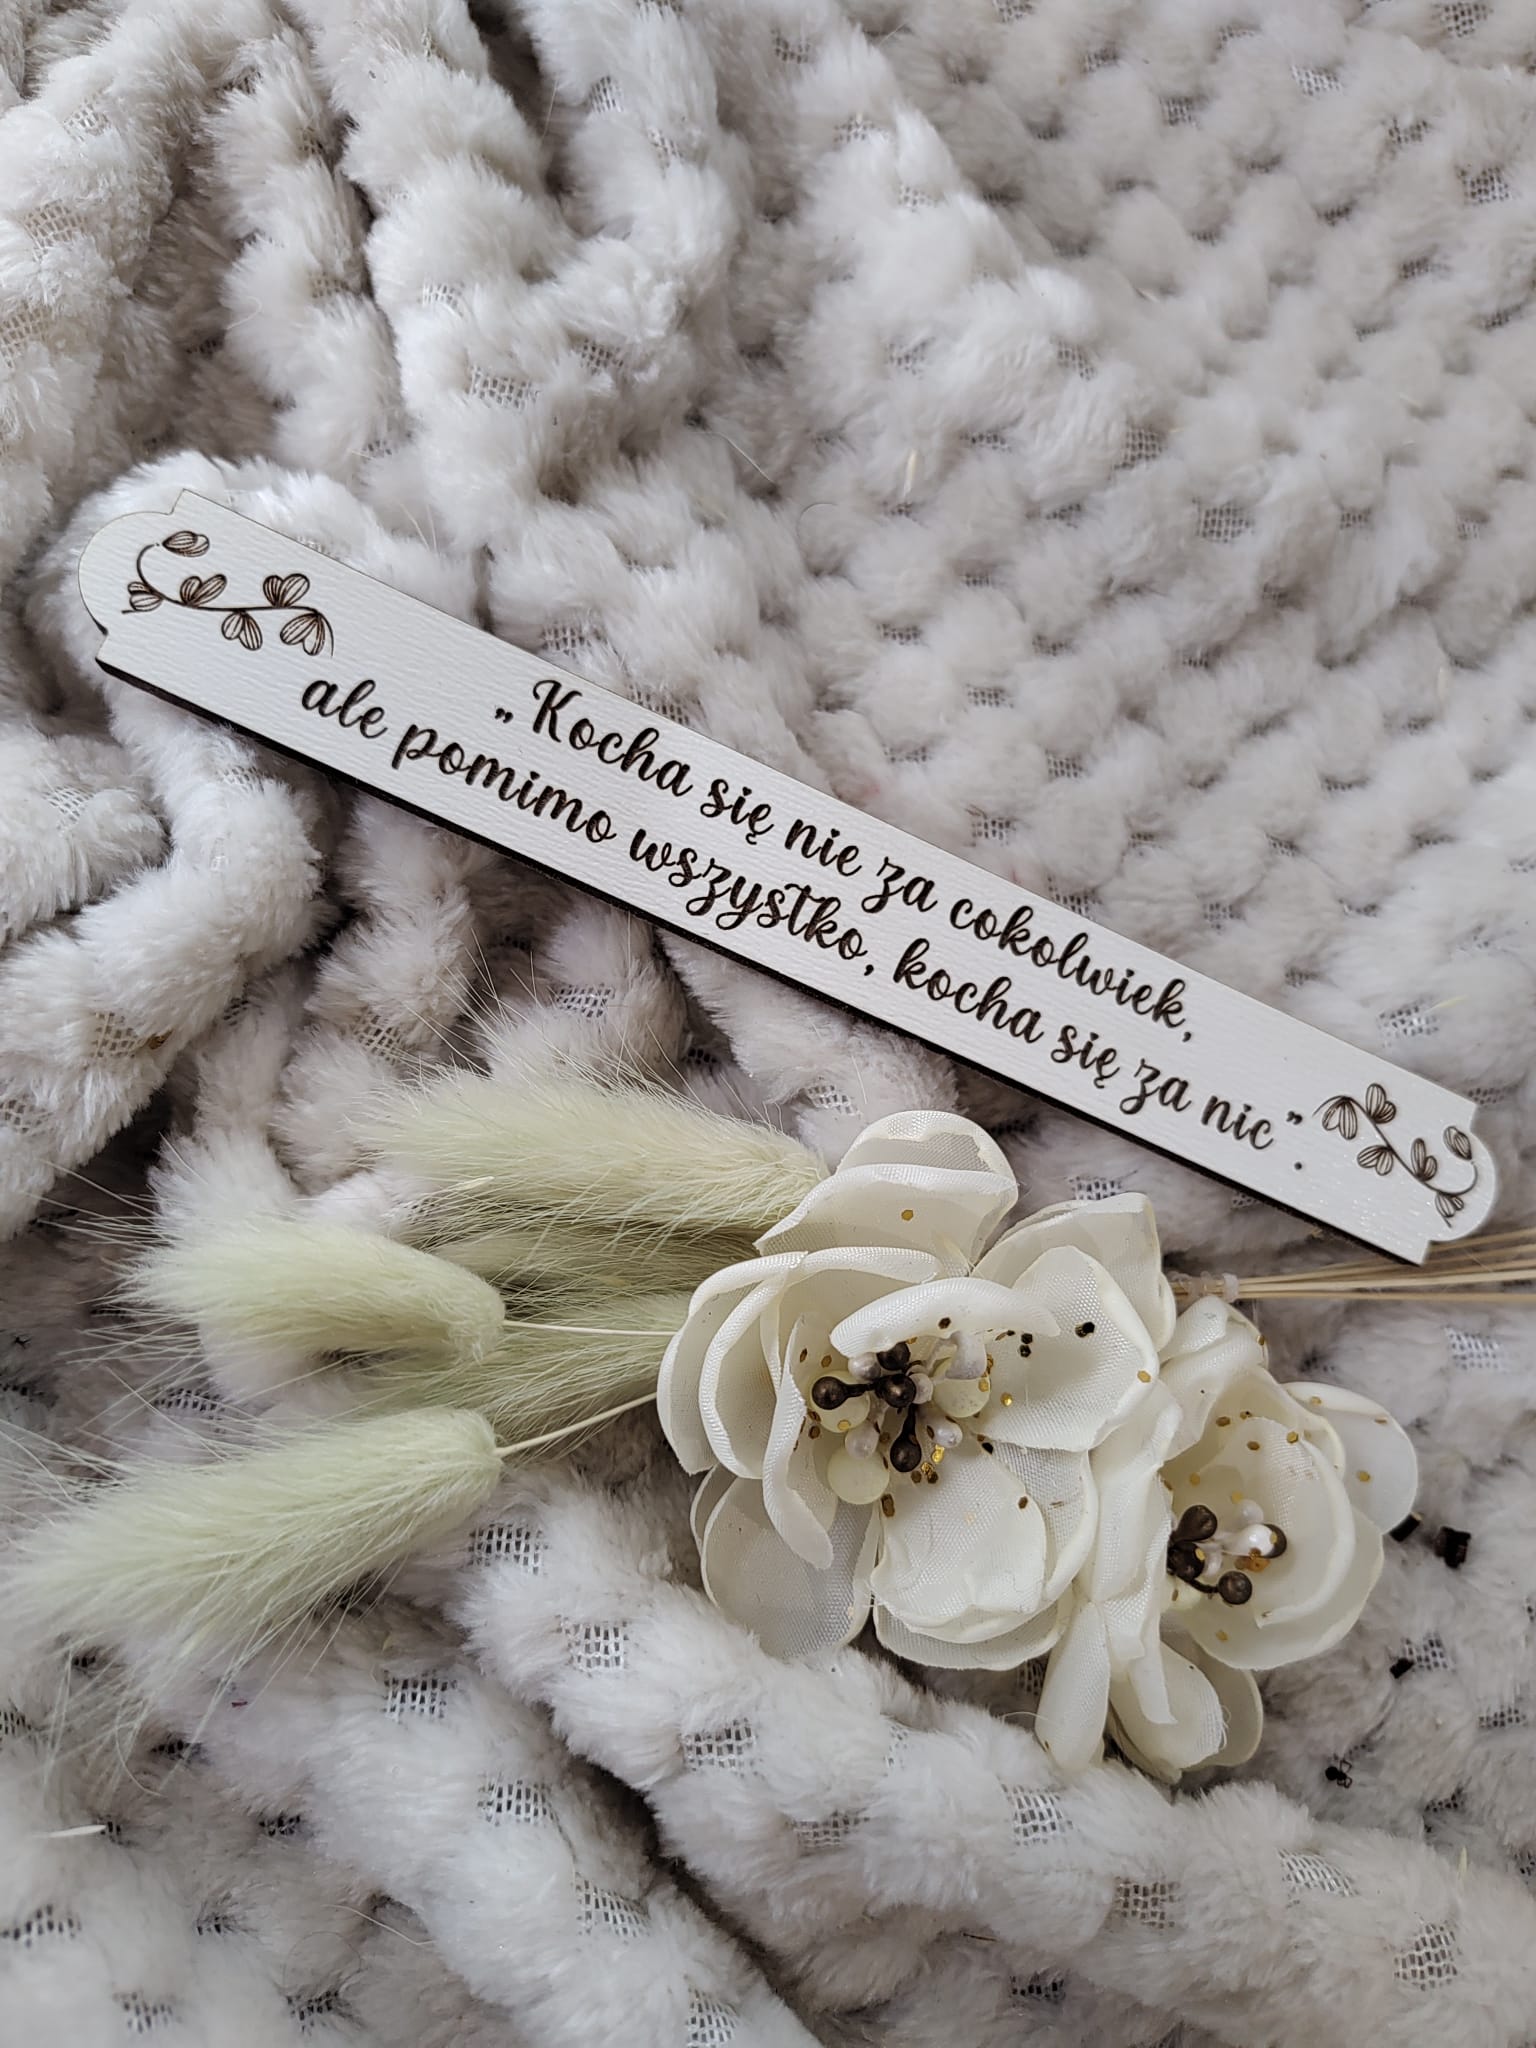 „Kocha się nie za cokolwiek,
ale pomimo wszystko, kocha się za nic”.